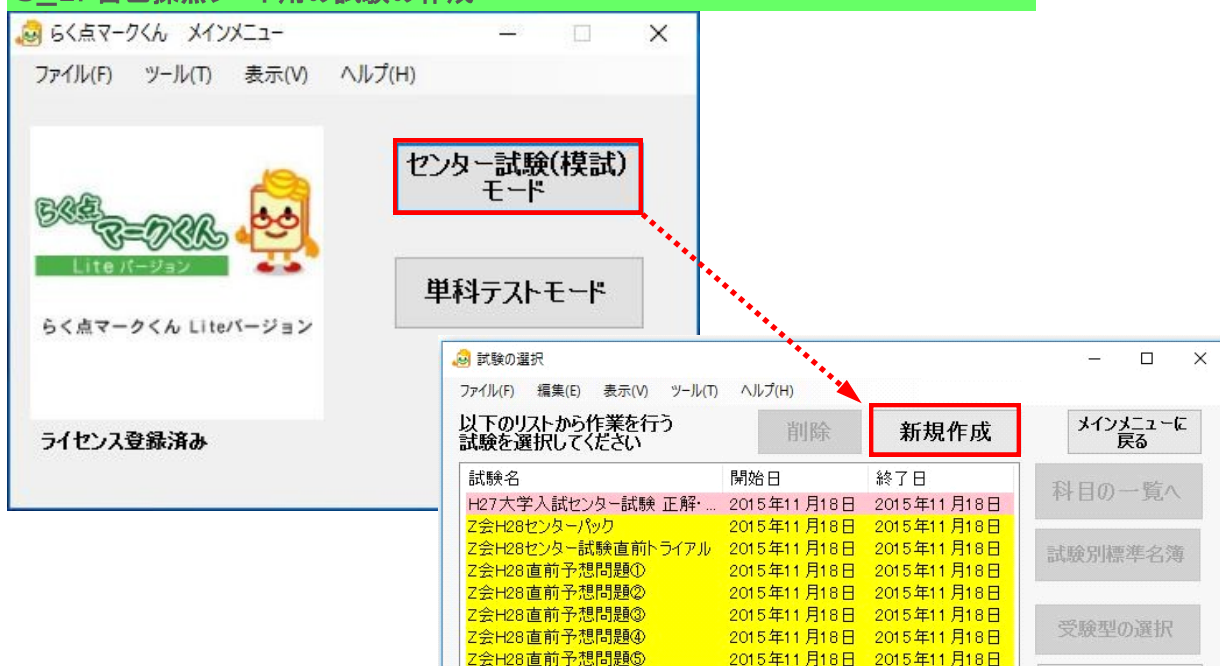 らく点マークくん メインメニュー
ファイル(F) ツール(T) 表示(V) ヘルプ(H)
センター試験(模試)
モード
らく点
マークくん
Lite バージョン
単科テストモード
らく点マークくん Liteバージョン
ライセンス登録済み
試験の選択
ファイル(F) 編集(E) 表示(V) ツール(T) ヘルプ(H)
以下のリストから作業を行う
試験を選択してください
削除
新規作成
メインメニューに
戻る
試験名 開始日 終了日
H27大学入試センター試験 正解・... 2015年11月18日 2015年11月18日
Z会H28センターパック 2015年11月18日 2015年11月18日
Z会H28センター試験直前トライアル 2015年11月18日 2015年11月18日
Z会H28直前予想問題① 2015年11月18日 2015年11月18日
Z会H28直前予想問題② 2015年11月18日 2015年11月18日
Z会H28直前予想問題③ 2015年11月18日 2015年11月18日
Z会H28直前予想問題④ 2015年11月18日 2015年11月18日
Z会H28直前予想問題⑤ 2015年11月18日 2015年11月18日
科目の一覧へ
試験別標準名簿
受験型の選択